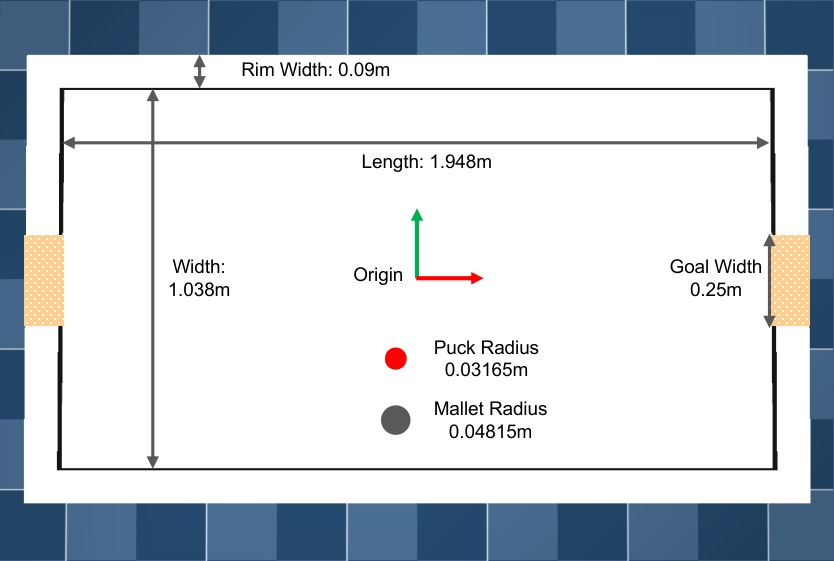 Rim Width: 0.09m
Length: 1.948m
Width:
1.038m
Origin
Goal Width
0.25m
Puck Radius
0.03165m
Mallet Radius
0.04815m